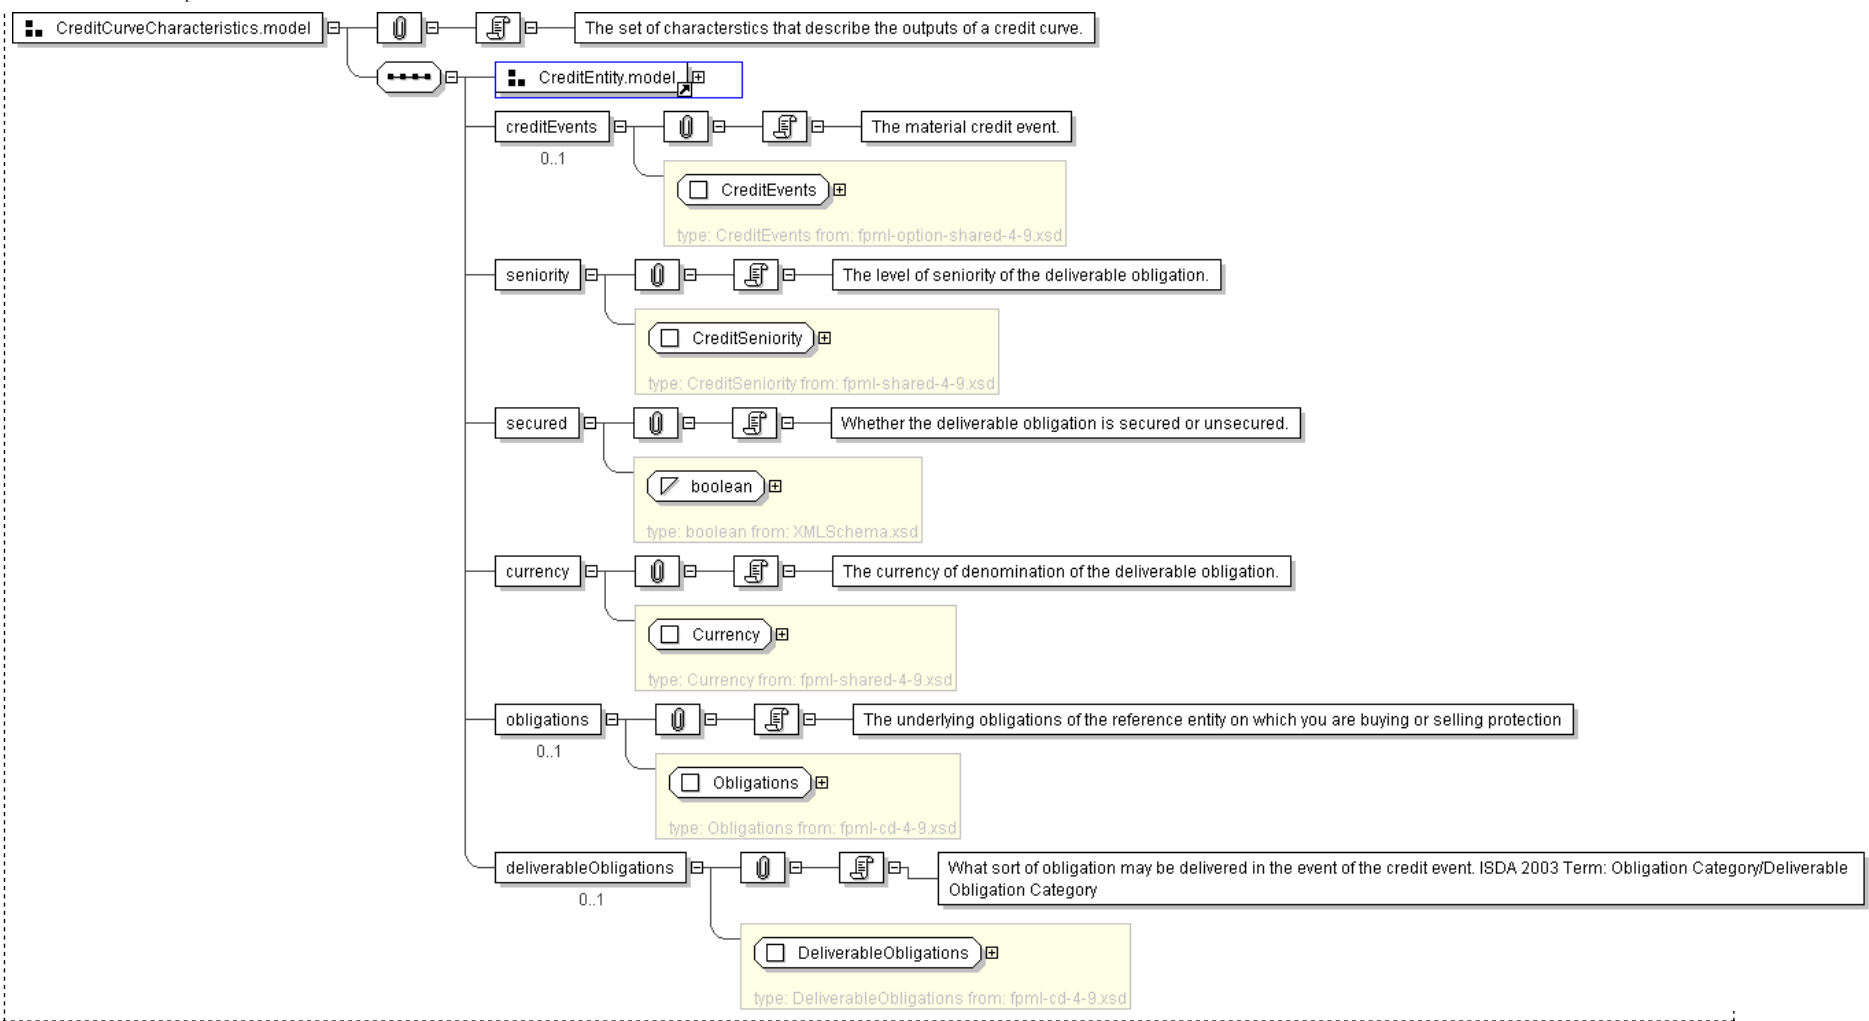 CreditCurveCharacteristics.model
The set of characterstics that describe the outputs of a credit curve.
CreditEntity.model
creditEvents
The material credit event.
0..1
CreditEvents
type: CreditEvents from: fpml-option-shared-4-9.xsd
seniority
The level of seniority of the deliverable obligation.
CreditSeniority
type: CreditSeniority from: fpml-shared-4-9.xsd
secured
Whether the deliverable obligation is secured or unsecured.
boolean
type: boolean from: XMLSchema.xsd
currency
The currency of denomination of the deliverable obligation.
Currency
type: Currency from: fpml-shared-4-9.xsd
obligations
The underlying obligations of the reference entity on which you are buying or selling protection
0..1
Obligations
type: Obligations from: fpml-cd-4-9.xsd
deliverableObligations
What sort of obligation may be delivered in the event of the credit event. ISDA 2003 Term: Obligation Category/Deliverable
Obligation Category
0..1
DeliverableObligations
type: DeliverableObligations from: fpml-cd-4-9.xsd